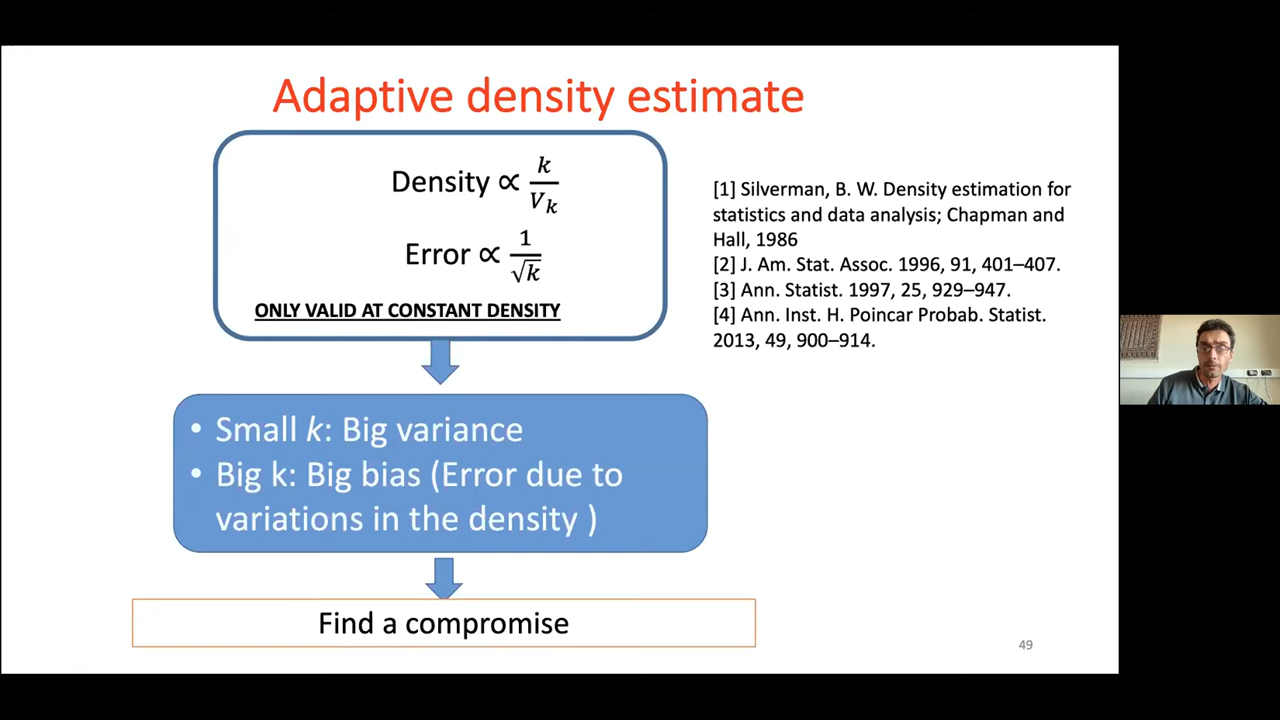 Adaptive density estimate
Density ∝ k/V_k
Error ∝ 1/√k
ONLY VALID AT CONSTANT DENSITY
[1] Silverman, B. W. Density estimation for
statistics and data analysis; Chapman and
Hall, 1986
[2] J. Am. Stat. Assoc. 1996, 91, 401–407.
[3] Ann. Statist. 1997, 25, 929–947.
[4] Ann. Inst. H. Poincar Probab. Statist.
2013, 49, 900–914.
• Small k: Big variance
• Big k: Big bias (Error due to
variations in the density )
Find a compromise
49